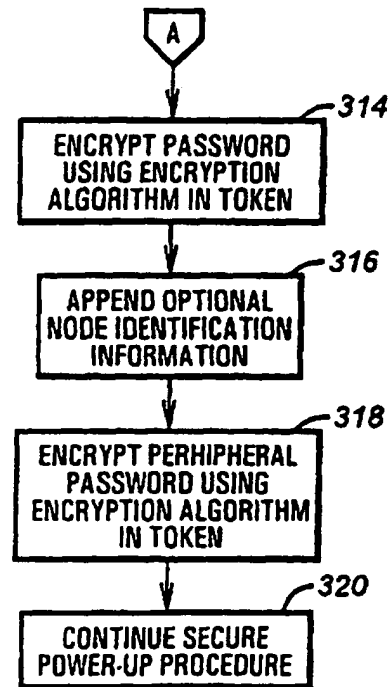 A
314
ENCRYPT PASSWORD
USING ENCRYPTION
ALGORITHM IN TOKEN
316
APPEND OPTIONAL
NODE IDENTIFICATION
INFORMATION
318
ENCRYPT PERHIPHERAL
PASSWORD USING
ENCRYPTION ALGORITHM
IN TOKEN
320
CONTINUE SECURE
POWER-UP PROCEDURE